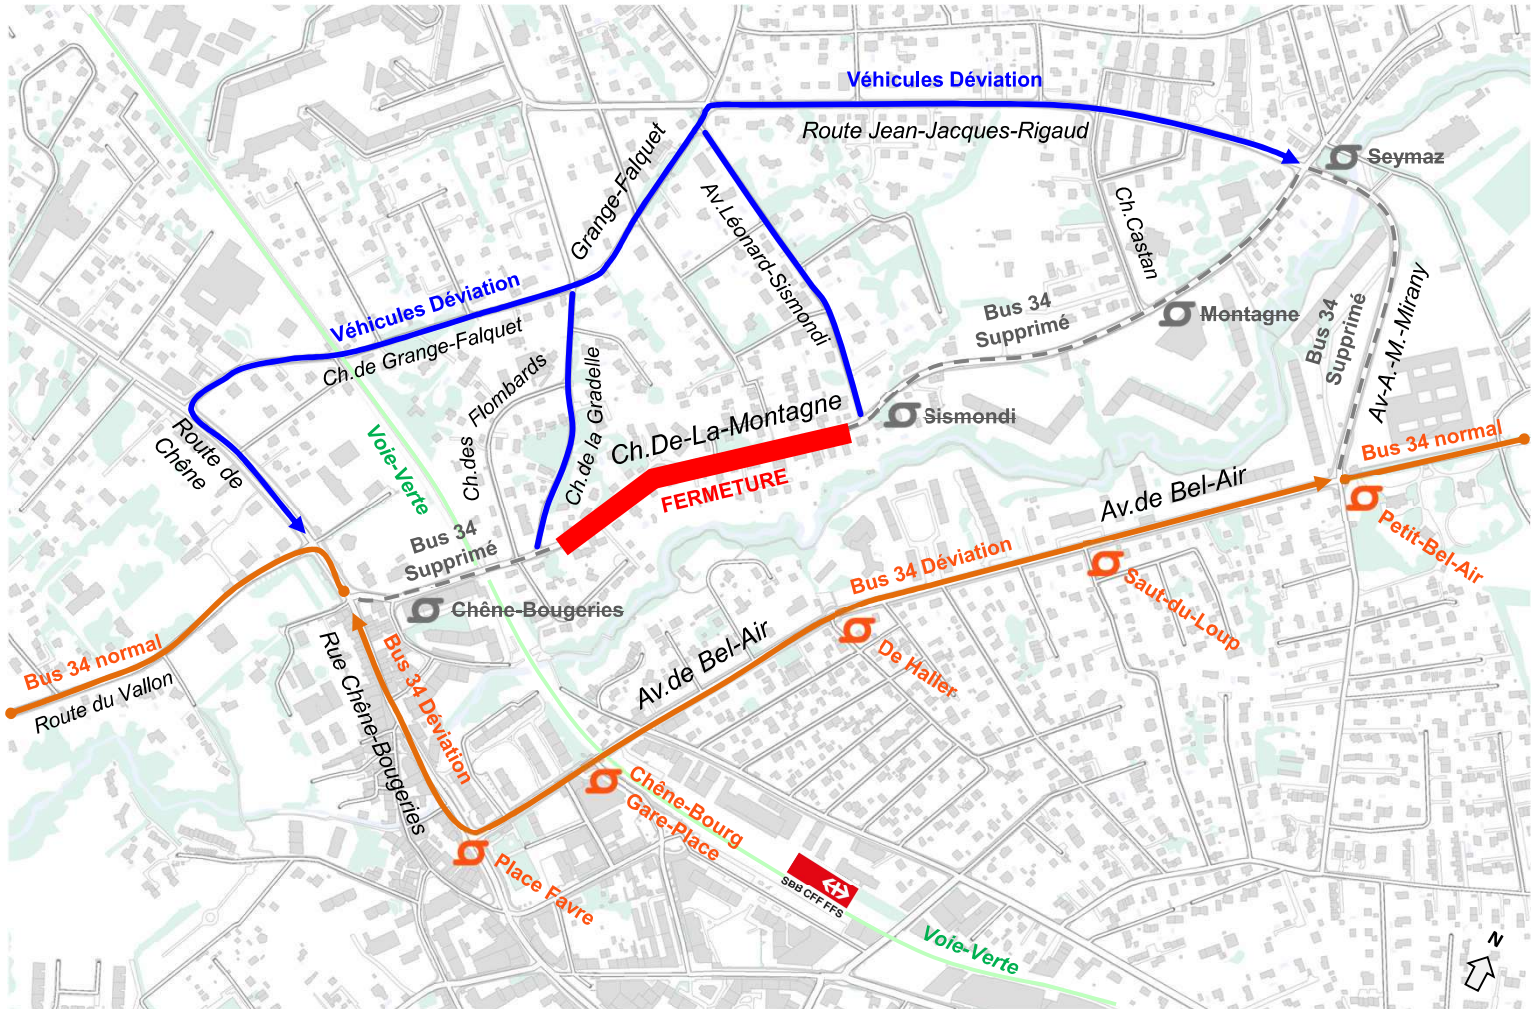 Véhicules Déviation
Route Jean-Jacques-Rigaud
Seymaz
Grange-Falquet
Av.Léonard-Sismondi
Ch.Castan
Véhicules Déviation
Ch.de Grange-Falquet
Bus 34
Supprimé
Montagne
Bus 34
Supprimé
Av-A.-M.-Mirany
Flombards
Ch.des
Ch.de la Gradelle
Ch.De-La-Montagne
Sismondi
Route de
Chêne
Voie-Verte
FERMETURE
Bus 34 normal
Av.de Bel-Air
Petit-Bel-Air
Bus 34
Supprimé
Bus 34 Déviation
Saut-du-Loup
Chêne-Bougeries
Bus 34 normal
Route du Vallon
Rue Chêne-Bougeries
Bus 34 Déviation
Av.de Bel-Air
De Haller
Chêne-Bourg
Gare-Place
Place Favre
SBB CFF FFS
Voie-Verte
N